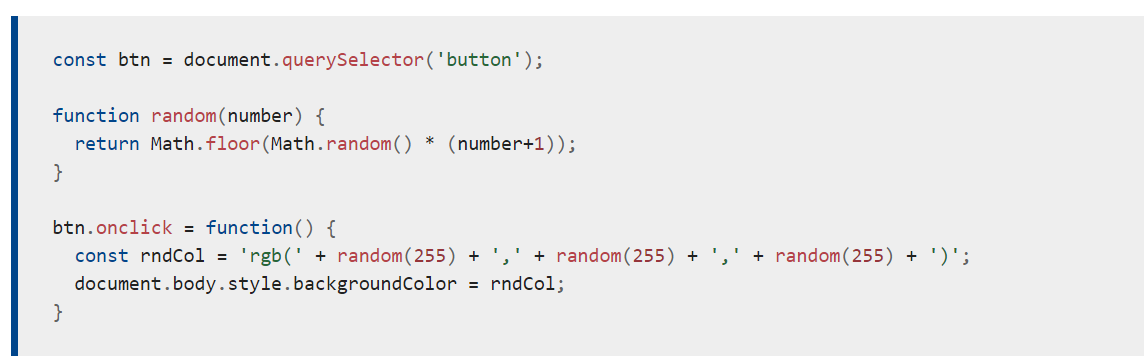 const btn = document.querySelector('button');
function random(number) {
  return Math.floor(Math.random() * (number+1));
}
btn.onclick = function() {
  const rndCol = 'rgb(' + random(255) + ',' + random(255) + ',' + random(255) + ')';
  document.body.style.backgroundColor = rndCol;
}